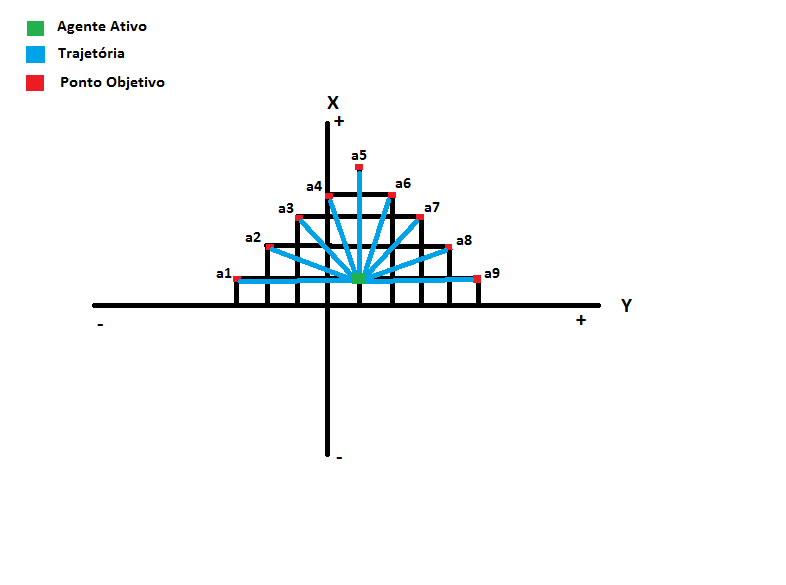 Agente Ativo
Trajetória
Ponto Objetivo
X
+
a5
a4
a6
a3
a7
a2
a8
a1
a9
Y
-
+
-